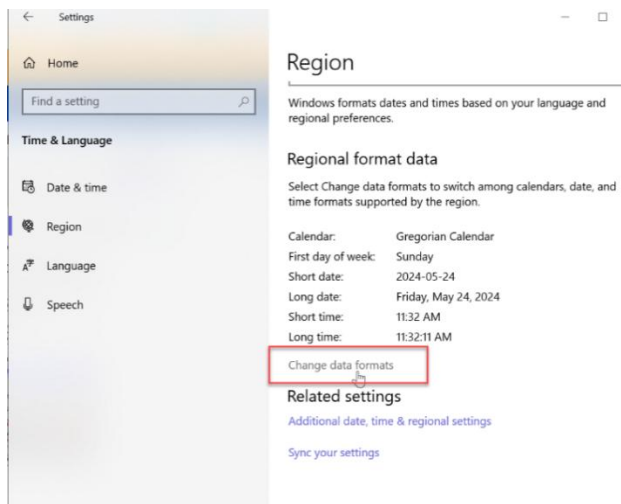 Settings
Home
Find a setting
Time & Language
Date & time
Region
Language
Speech
Region
Windows formats dates and times based on your language and
regional preferences.
Regional format data
Select Change data formats to switch among calendars, date, and
time formats supported by the region.
Calendar: Gregorian Calendar
First day of week: Sunday
Short date: 2024-05-24
Long date: Friday, May 24, 2024
Short time: 11:32 AM
Long time: 11:32:11 AM
Change data formats
Related settings
Additional date, time & regional settings
Sync your settings